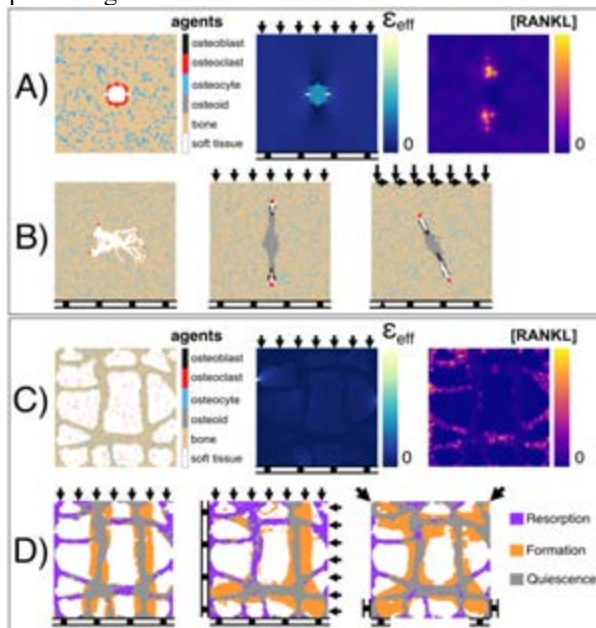 A)
agents
osteoblast
osteoclast
osteocyte
osteoid
bone
soft tissue
εeff
0
[RANKL]
0
B)
C)
agents
osteoblast
osteoclast
osteocyte
osteoid
bone
soft tissue
εeff
0
[RANKL]
0
D)
Resorption
Formation
Quiescence